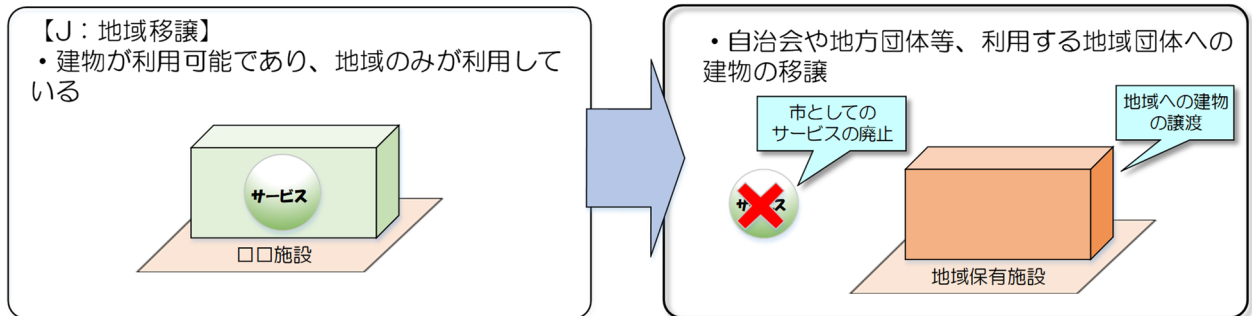 【J：地域移譲】
・建物が利用可能であり、地域のみが利用して
いる
サービス
□□施設
・自治会や地方団体等、利用する地域団体への
建物の移譲
市としての
サービスの廃止
地域への建物
の譲渡
地域保有施設